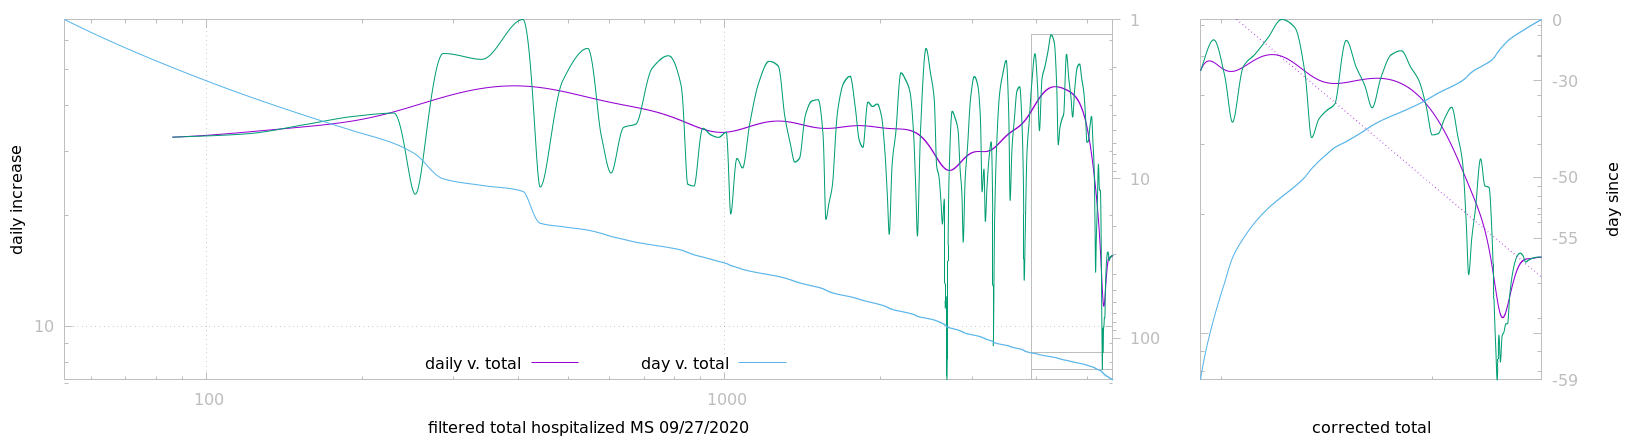 1
0
-30
daily increase
10
-50
day since
-55
10
100
daily v. total
day v. total
-59
100
1000
filtered total hospitalized MS 09/27/2020
corrected total